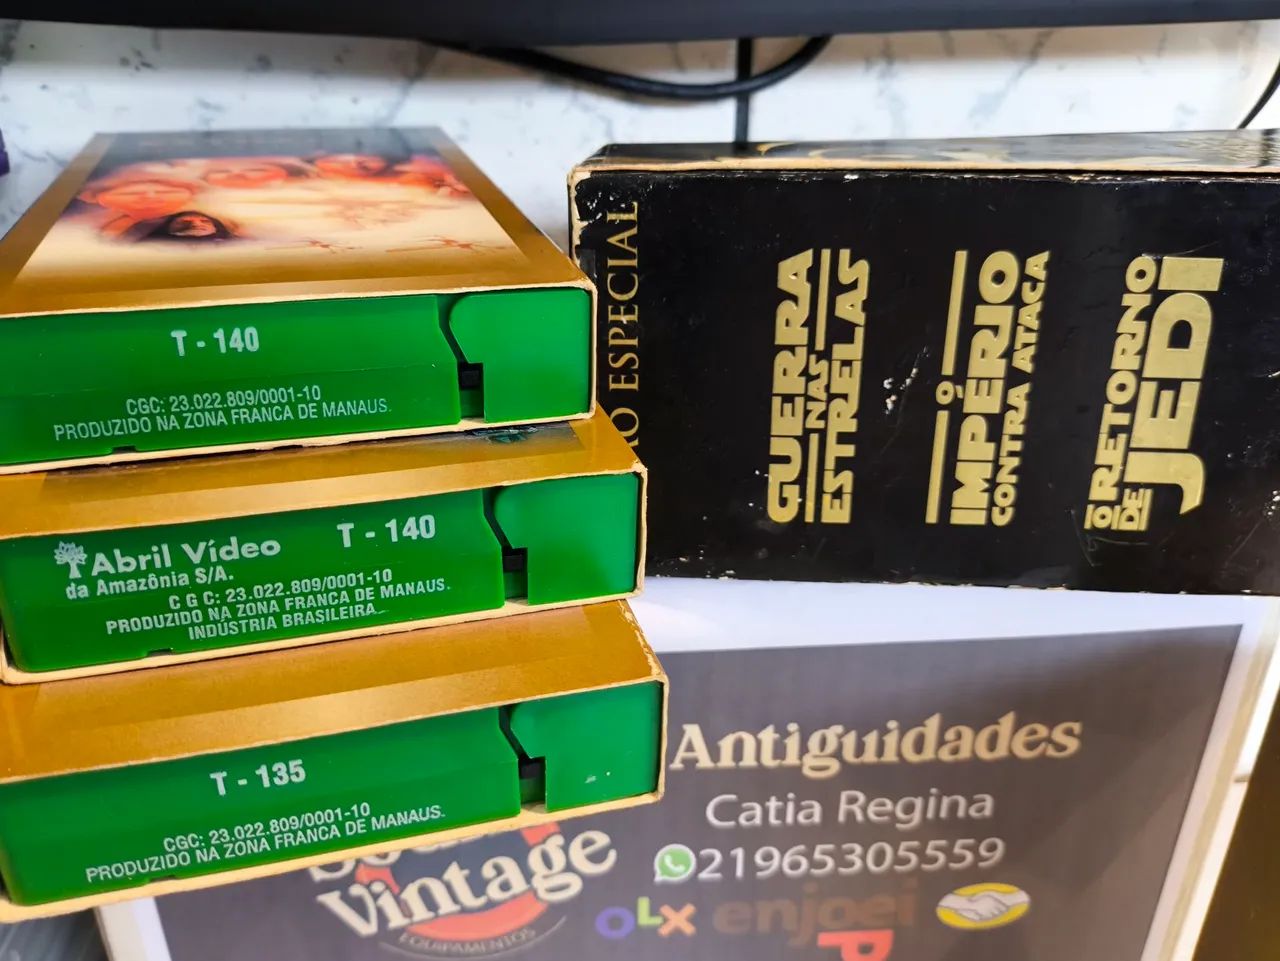 T - 140
CGC: 23.022.809/0001-10
PRODUZIDO NA ZONA FRANCA DE MANAUS.
Abril Vídeo
da Amazônia S/A.
T - 140
C G C: 23.022.809/0001-10
PRODUZIDO NA ZONA FRANCA DE MANAUS.
INDÚSTRIA BRASILEIRA
T - 135
CGC: 23.022.809/0001-10
PRODUZIDO NA ZONA FRANCA DE MANAUS.
ESPECIAL
GUERRA
NAS
ESTRELAS
O
IMPÉRIO
CONTRA ATACA
O RETORNO
DE
JEDI
Antiguidades
Catia Regina
21965305559
Vintage
EQUIPAMENTOS
OLX
enjoei
P